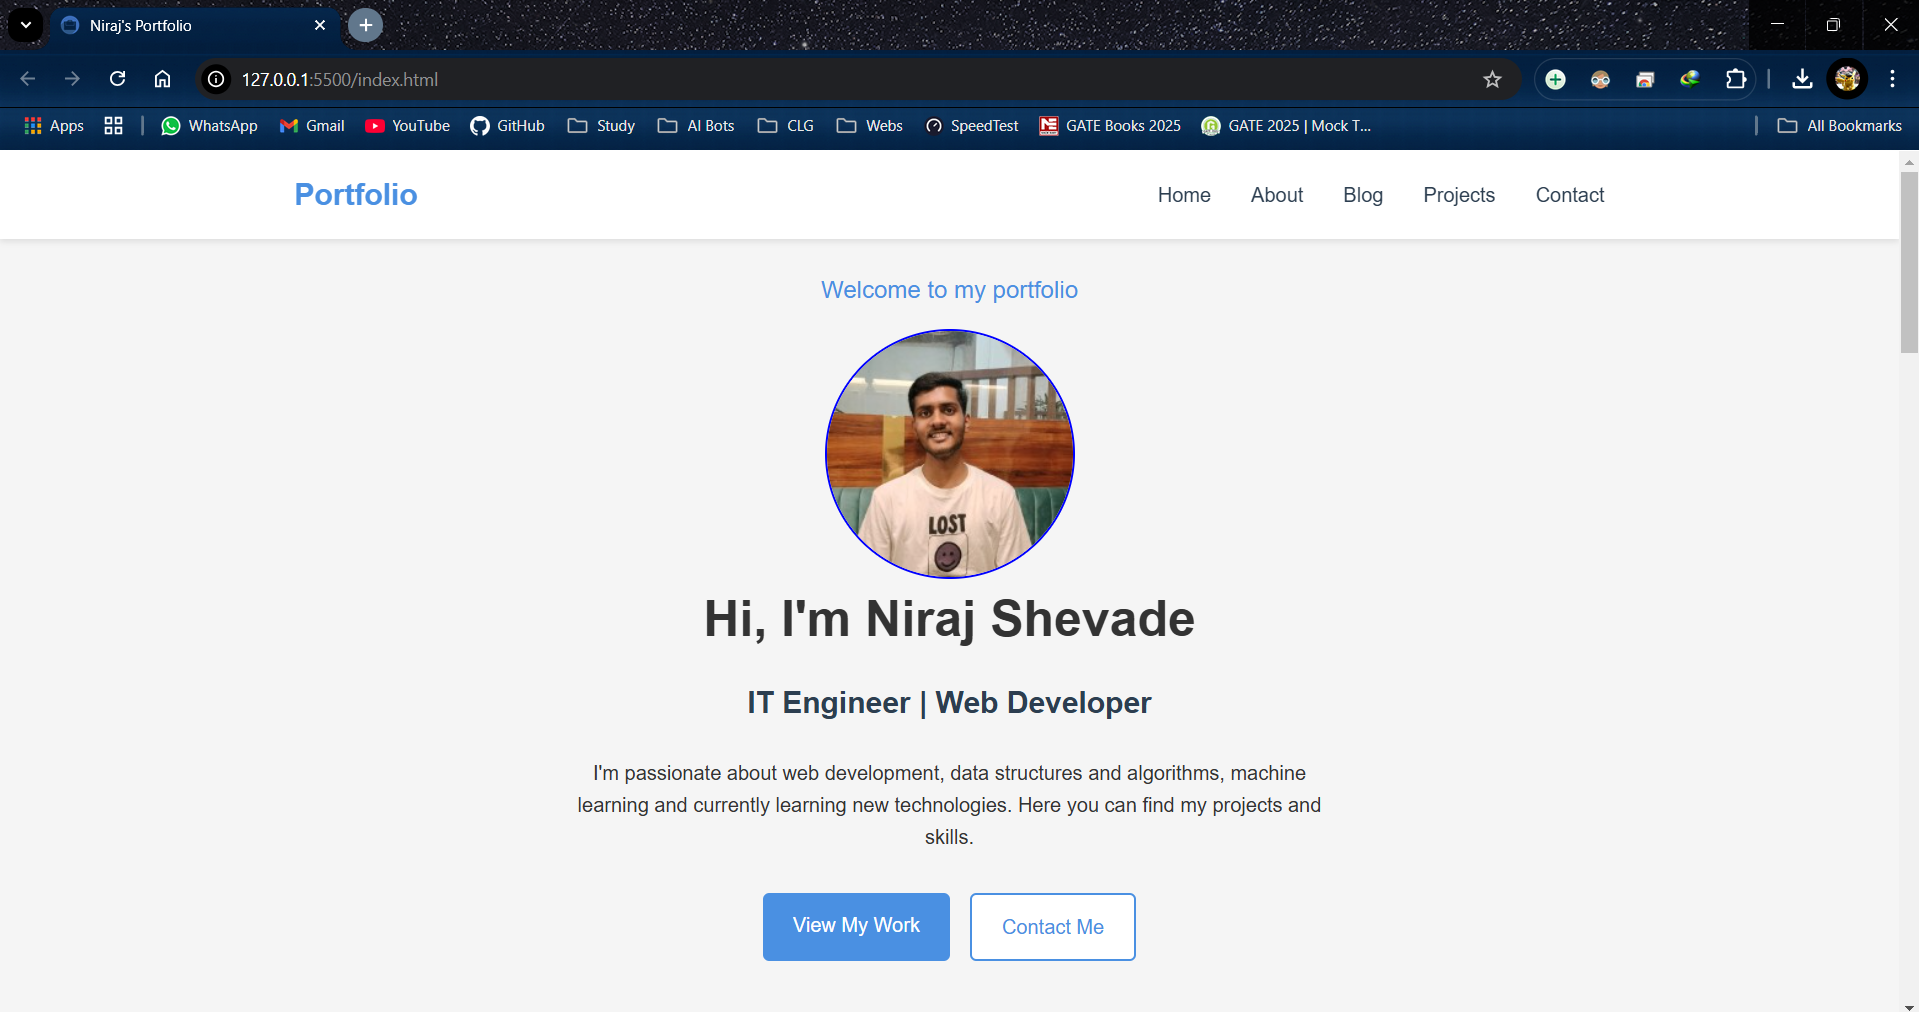 Niraj's Portfolio
127.0.0.1:5500/index.html
Apps WhatsApp Gmail YouTube GitHub Study AI Bots CLG Webs SpeedTest GATE Books 2025 GATE 2025 | Mock T... All Bookmarks
Portfolio Home About Blog Projects Contact
Welcome to my portfolio
LOST
Hi, I'm Niraj Shevade
IT Engineer | Web Developer
I'm passionate about web development, data structures and algorithms, machine
learning and currently learning new technologies. Here you can find my projects and
skills.
View My Work Contact Me